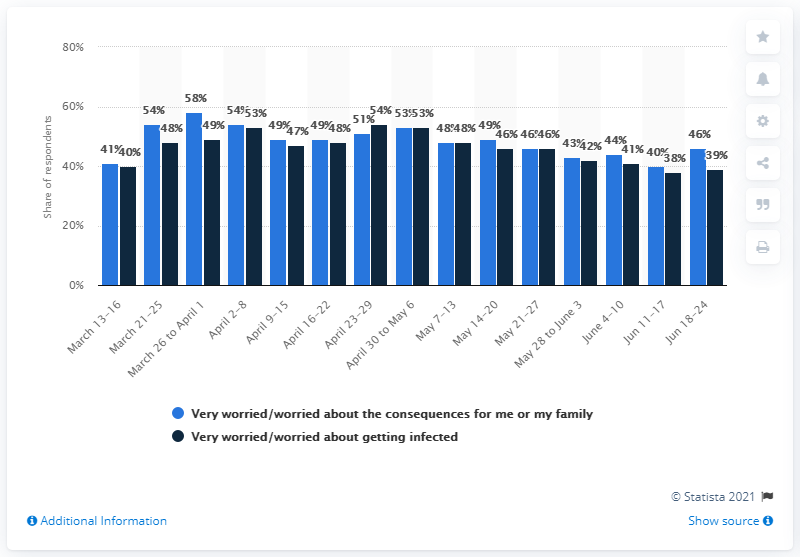 80%
60%
40%
20%
0%
Share of respondents
41% 40%
54% 48%
58% 49%
54% 53%
49% 47%
49% 48%
51% 54%
53% 53%
48% 48%
49% 46%
46% 46%
43% 42%
44% 41%
40% 38%
46% 39%
March 13–16
March 21–25
March 26 to April 1
April 2–8
April 9–15
April 16–22
April 23–29
April 30 to May 6
May 7–13
May 14–20
May 21–27
May 28 to June 3
June 4–10
Jun 11–17
Jun 18–24
Very worried/worried about the consequences for me or my family
Very worried/worried about getting infected
© Statista 2021
Additional Information
Show source